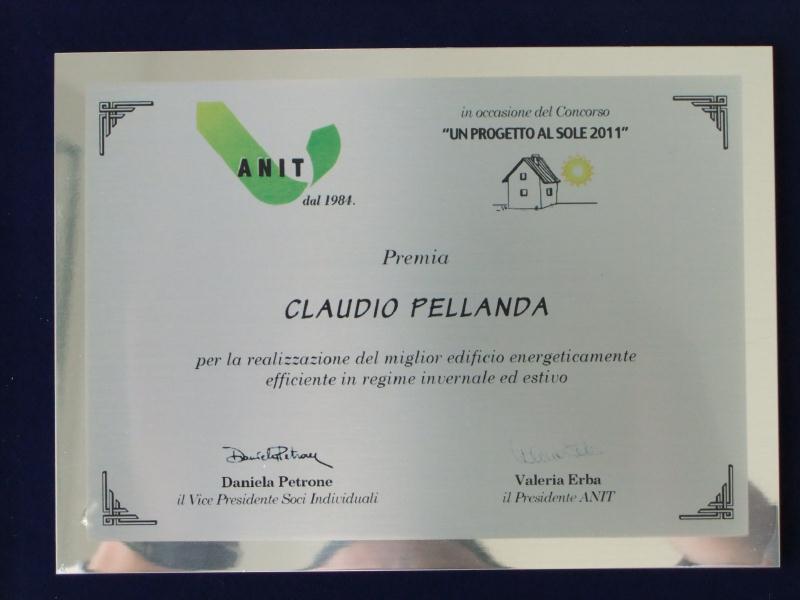 ANIT
dal 1984.
in occasione del Concorso
"UN PROGETTO AL SOLE 2011"
Premia
CLAUDIO PELLANDA
per la realizzazione del miglior edificio energeticamente
efficiente in regime invernale ed estivo
Daniela Petrone
Daniela Petrone
il Vice Presidente Soci Individuali
Valeria Erba
il Presidente ANIT